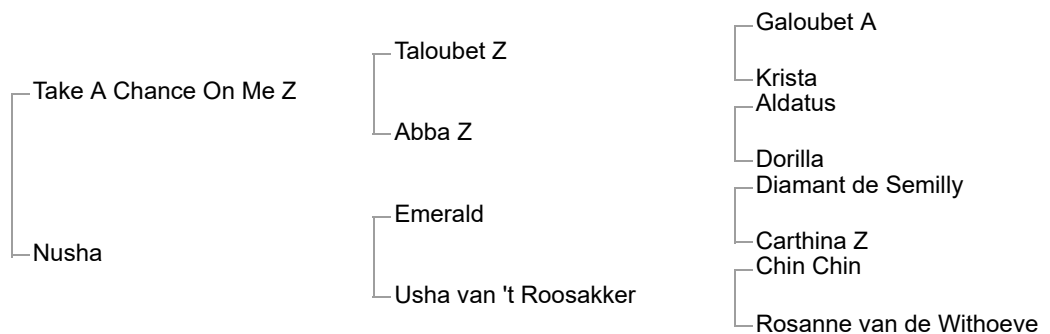 Galoubet A
Taloubet Z
Krista
Take A Chance On Me Z
Aldatus
Abba Z
Dorilla
Diamant de Semilly
Emerald
Carthina Z
Nusha
Chin Chin
Usha van 't Roosakker
Rosanne van de Withoeve